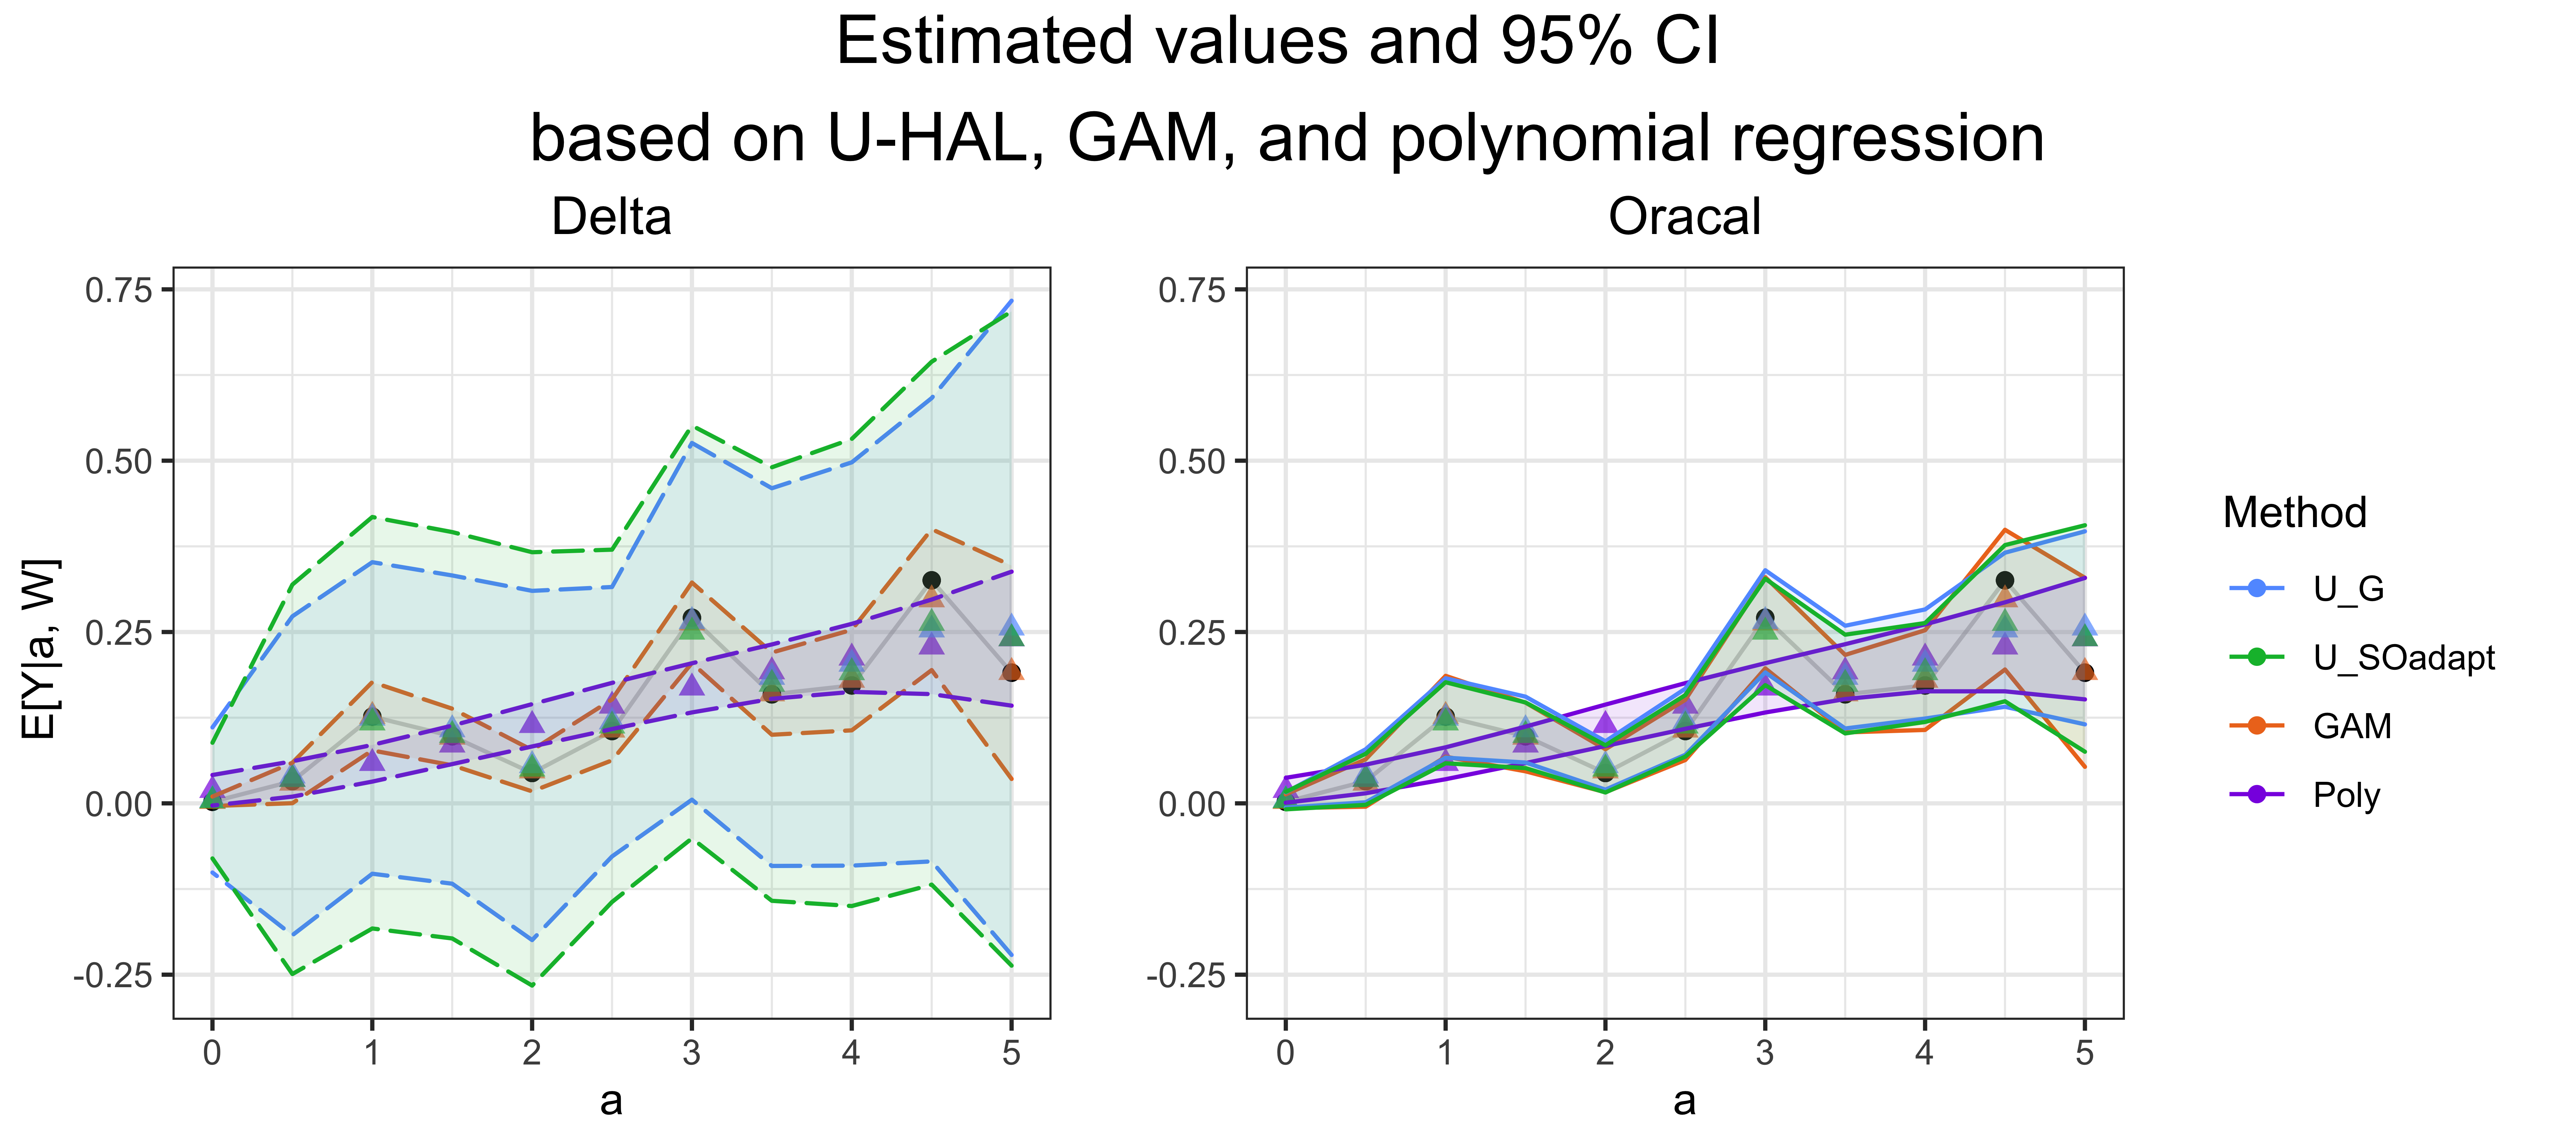 Estimated values and 95% CI
based on U-HAL, GAM, and polynomial regression
Delta
Oracal
E[Y|a, W]
0.75
0.50
0.25
0.00
-0.25
0
1
2
3
4
5
a
0.75
0.50
0.25
0.00
-0.25
0
1
2
3
4
5
a
Method
U_G
U_SOadapt
GAM
Poly